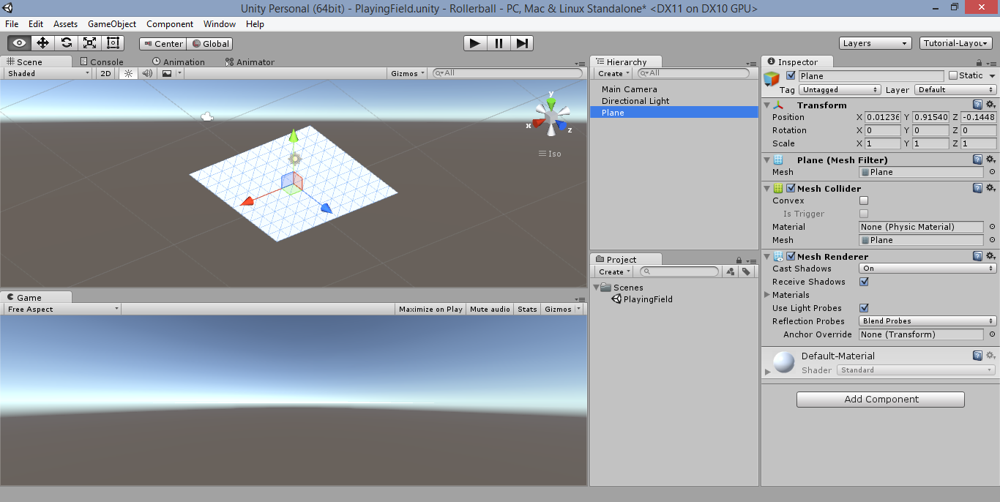 Unity Personal (64bit) - PlayingField.unity - Rollerball - PC, Mac & Linux Standalone* <DX11 on DX10 GPU>
File Edit Assets GameObject Component Window Help
Center Global Layers Tutorial-Layou
Scene Console Animation Animator
Shaded 2D Gizmos All
y
x
z
Iso
Game
Free Aspect Maximize on Play Mute audio Stats Gizmos
Hierarchy
Create All
Main Camera
Directional Light
Plane
Project
Create
Scenes
PlayingField
Inspector
Plane Static
Tag Untagged Layer Default
Transform
Position X 0.01236 Y 0.91540 Z -0.1448
Rotation X 0 Y 0 Z 0
Scale X 1 Y 1 Z 1
Plane (Mesh Filter)
Mesh Plane
Mesh Collider
Convex
Is Trigger
Material None (Physic Material)
Mesh Plane
Mesh Renderer
Cast Shadows On
Receive Shadows
Materials
Use Light Probes
Reflection Probes Blend Probes
Anchor Override None (Transform)
Default-Material
Shader Standard
Add Component